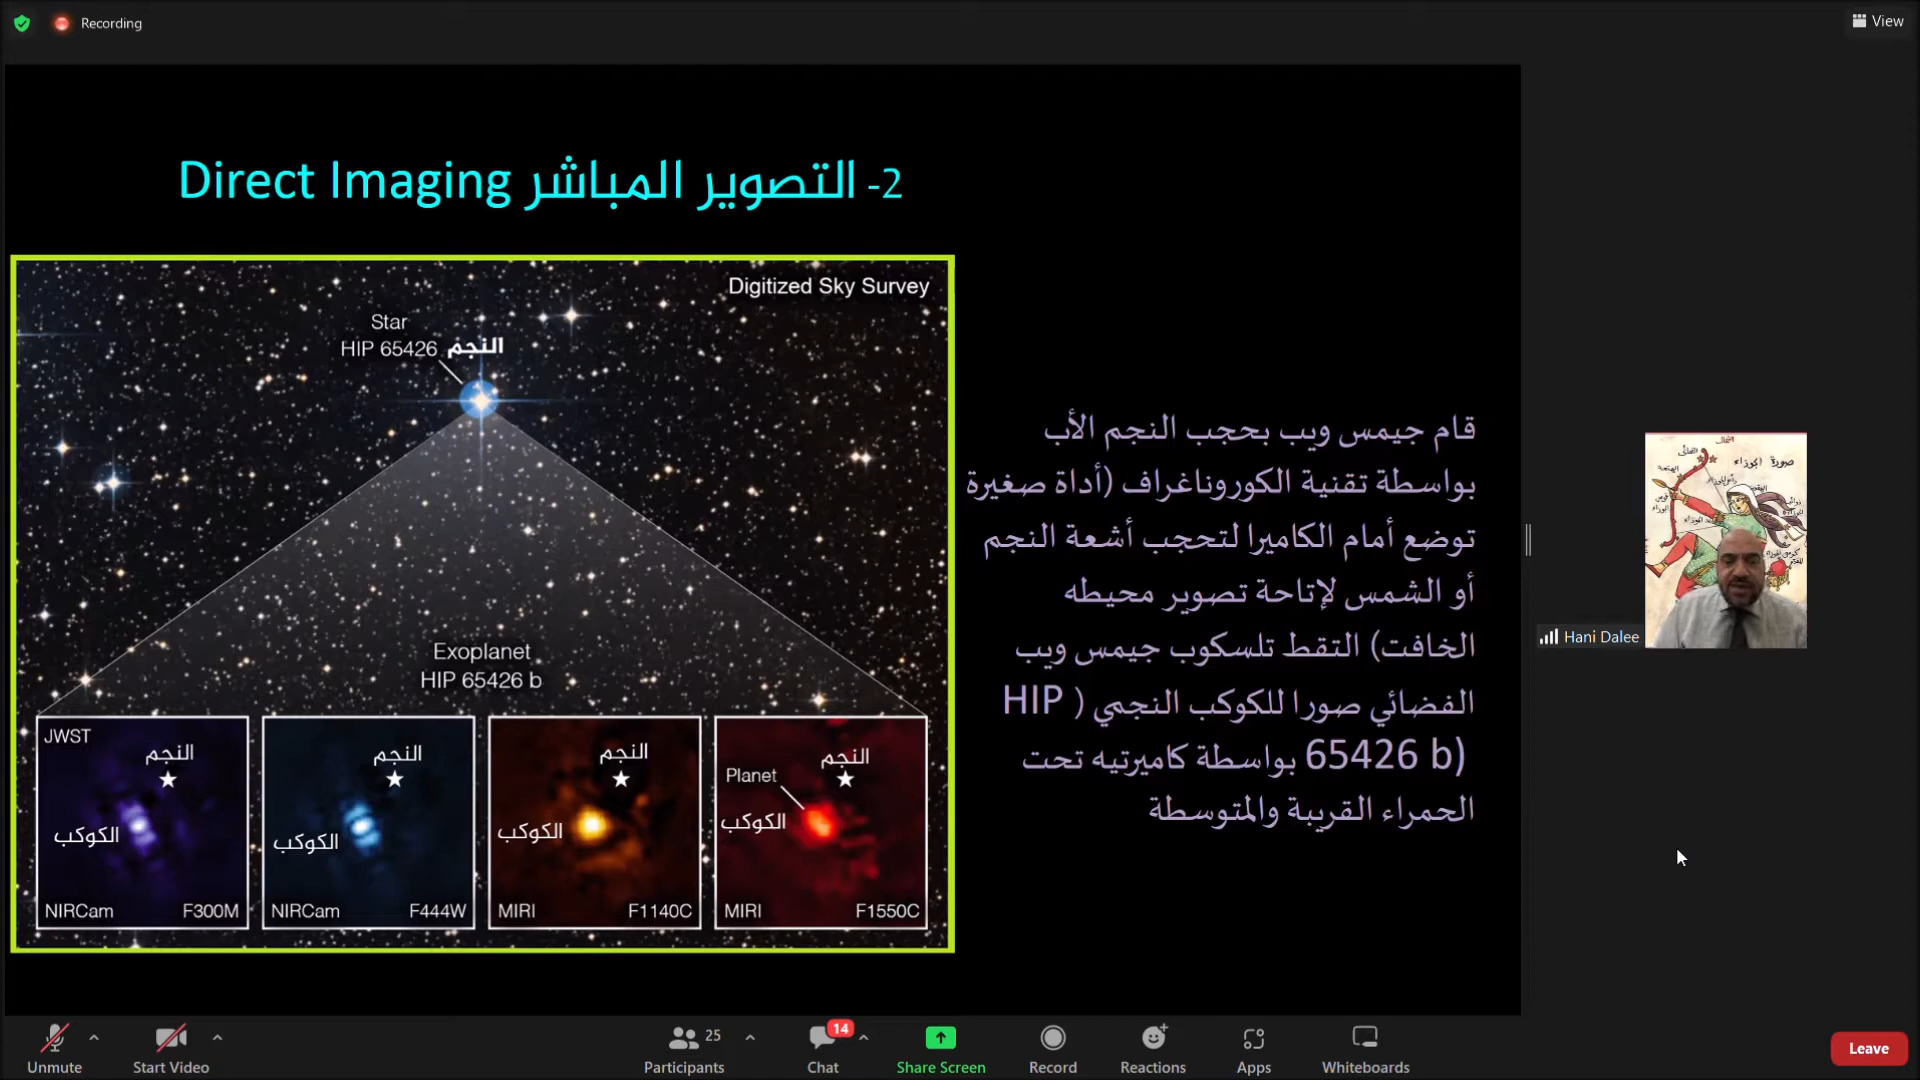 Recording
View
2- التصوير المباشر Direct Imaging
Digitized Sky Survey
Star
HIP 65426 النجم
Exoplanet
HIP 65426 b
JWST
النجم
الكوكب
NIRCam F300M
النجم
الكوكب
NIRCam F444W
النجم
الكوكب
MIRI F1140C
النجم
Planet
الكوكب
MIRI F1550C
قام جيمس ويب بحجب النجم الأب
بواسطة تقنية الكوروناغراف (أداة صغيرة
توضع أمام الكاميرا لتحجب أشعة النجم
أو الشمس لإتاحة تصوير محيطه
الخافت) التقط تلسكوب جيمس ويب
الفضائي صورا للكوكب النجمي ( HIP
65426 b) بواسطة كاميرتيه تحت
الحمراء القريبة والمتوسطة
صورة الجوزاء
Hani Dalee
Unmute
Start Video
25
Participants
14
Chat
Share Screen
Record
Reactions
Apps
Whiteboards
Leave